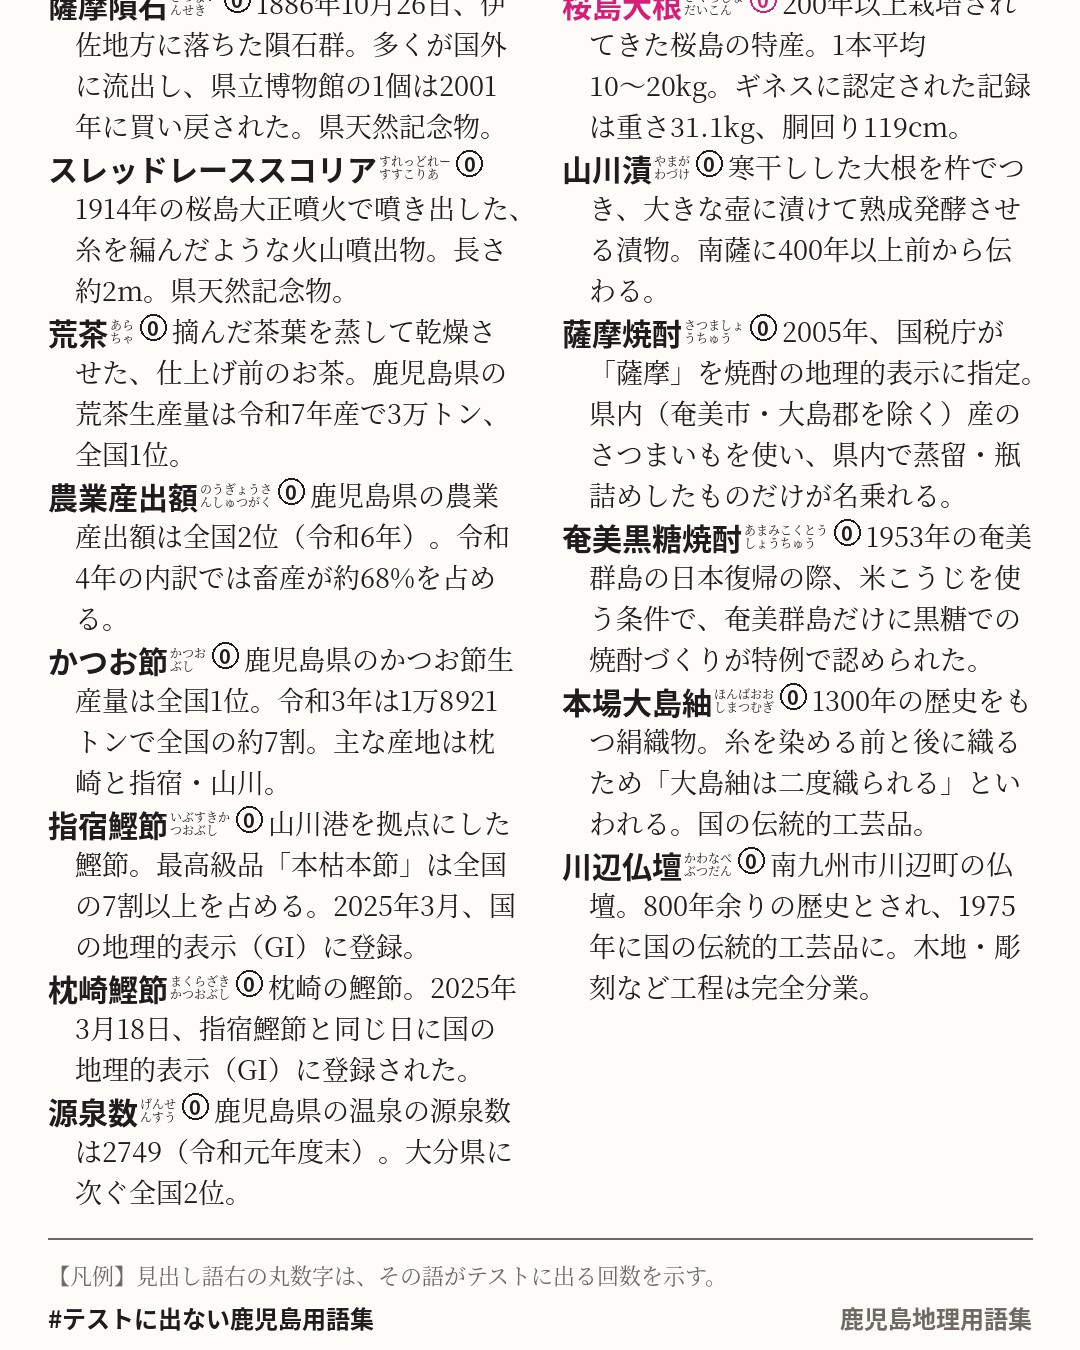 薩摩隕石 んせき 0 1886年10月26日、伊
佐地方に落ちた隕石群。多くが国外
に流出し、県立博物館の1個は2001
年に買い戻された。県天然記念物。
スレッドレーススコリア すれっどれー すすこりあ 0
1914年の桜島大正噴火で噴き出した、
糸を編んだような火山噴出物。長さ
約2m。県天然記念物。
荒茶 あら ちゃ 0 摘んだ茶葉を蒸して乾燥さ
せた、仕上げ前のお茶。鹿児島県の
荒茶生産量は令和7年産で3万トン、
全国1位。
農業産出額 のうぎょうさ んしゅつがく 0 鹿児島県の農業
産出額は全国2位（令和6年）。令和
4年の内訳では畜産が約68%を占め
る。
かつお節 かつお ぶし 0 鹿児島県のかつお節生
産量は全国1位。令和3年は1万8921
トンで全国の約7割。主な産地は枕
崎と指宿・山川。
指宿鰹節 いぶすきか つおぶし 0 山川港を拠点にした
鰹節。最高級品「本枯本節」は全国
の7割以上を占める。2025年3月、国
の地理的表示（GI）に登録。
枕崎鰹節 まくらざき かつおぶし 0 枕崎の鰹節。2025年
3月18日、指宿鰹節と同じ日に国の
地理的表示（GI）に登録された。
源泉数 げんせ んすう 0 鹿児島県の温泉の源泉数
は2749（令和元年度末）。大分県に
次ぐ全国2位。
桜島大根 だいこん 0 200年以上栽培され
てきた桜島の特産。1本平均
10〜20kg。ギネスに認定された記録
は重さ31.1kg、胴回り119cm。
山川漬 やまが わづけ 0 寒干しした大根を杵でつ
き、大きな壺に漬けて熟成発酵させ
る漬物。南薩に400年以上前から伝
わる。
薩摩焼酎 さつましょ うちゅう 0 2005年、国税庁が
「薩摩」を焼酎の地理的表示に指定。
県内（奄美市・大島郡を除く）産の
さつまいもを使い、県内で蒸留・瓶
詰めしたものだけが名乗れる。
奄美黒糖焼酎 あまみこくとう しょうちゅう 0 1953年の奄美
群島の日本復帰の際、米こうじを使
う条件で、奄美群島だけに黒糖での
焼酎づくりが特例で認められた。
本場大島紬 ほんばおお しまつむぎ 0 1300年の歴史をも
つ絹織物。糸を染める前と後に織る
ため「大島紬は二度織られる」とい
われる。国の伝統的工芸品。
川辺仏壇 かわなべ ぶつだん 0 南九州市川辺町の仏
壇。800年余りの歴史とされ、1975
年に国の伝統的工芸品に。木地・彫
刻など工程は完全分業。
【凡例】見出し語右の丸数字は、その語がテストに出る回数を示す。
#テストに出ない鹿児島用語集
鹿児島地理用語集